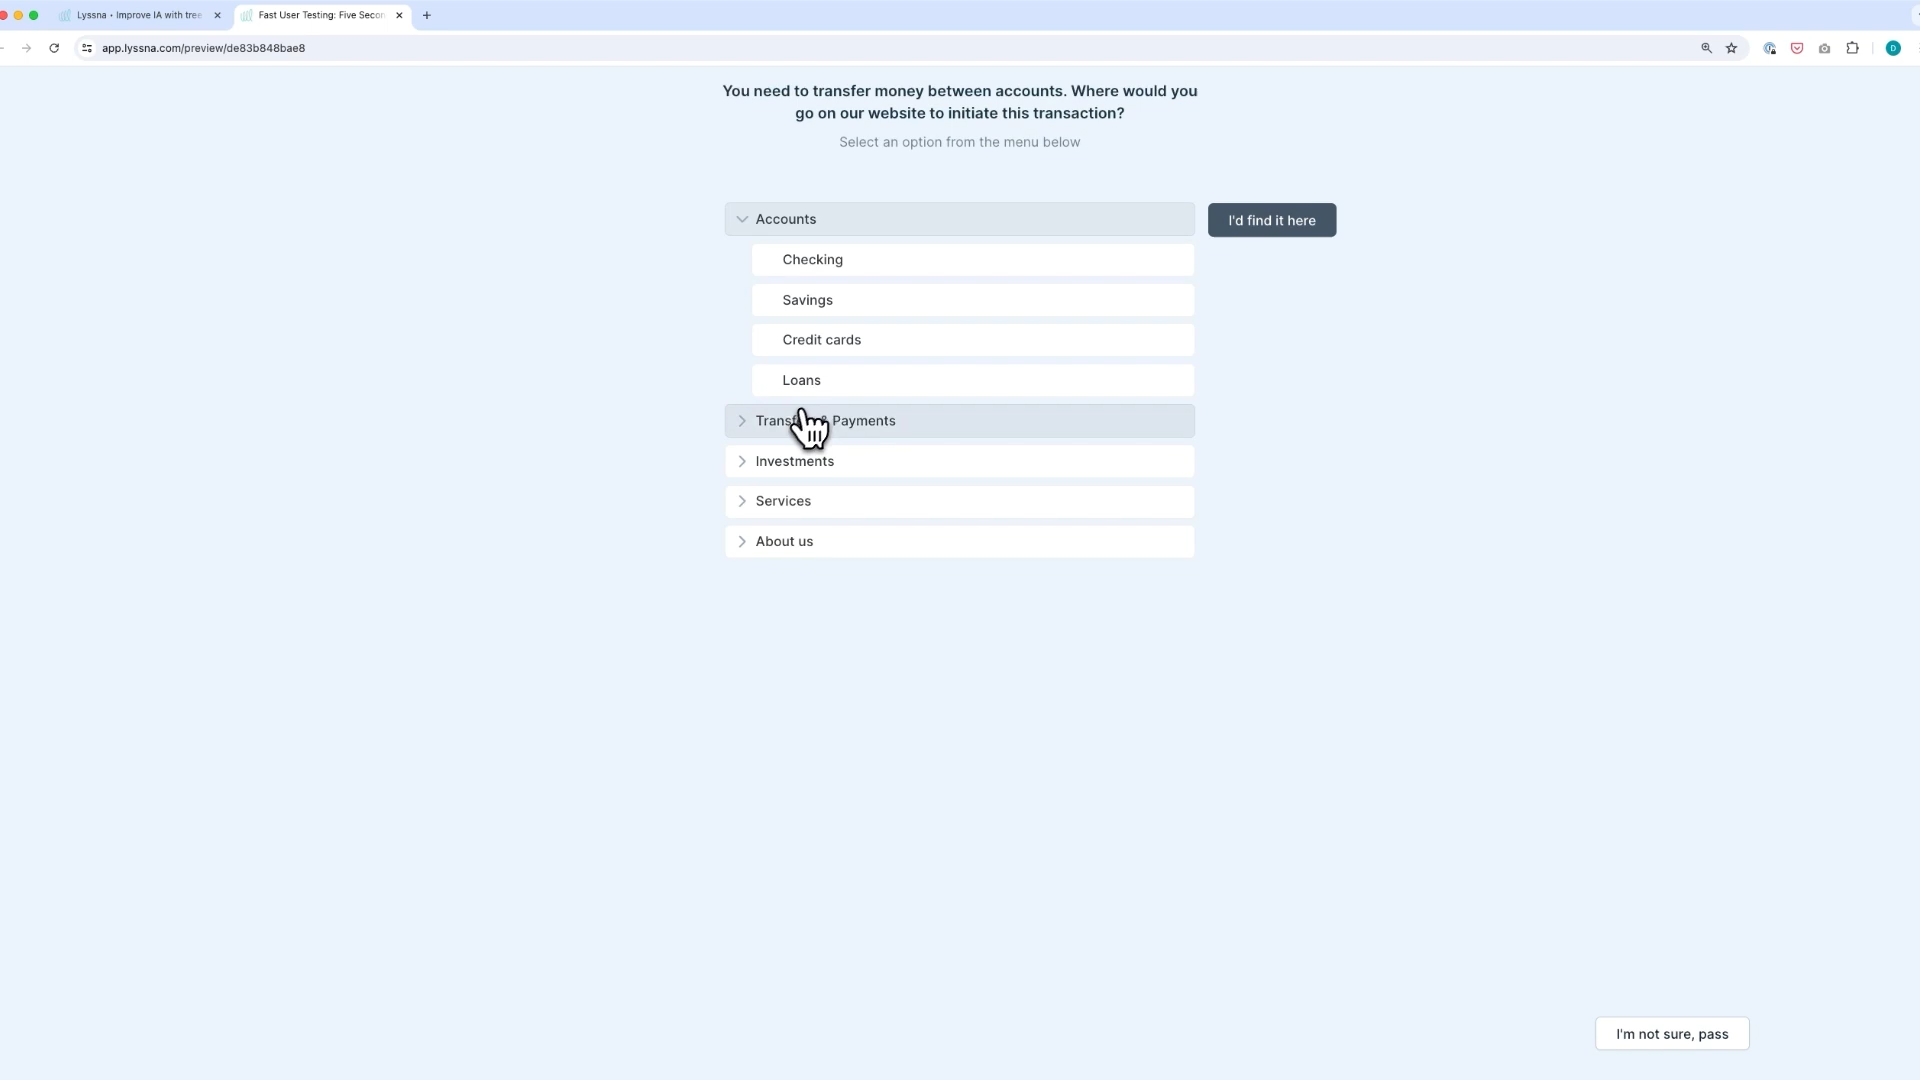 Lyssna • Improve IA with tree
Fast User Testing: Five Secon
app.lyssna.com/preview/de83b848bae8
D
You need to transfer money between accounts. Where would you
go on our website to initiate this transaction?
Select an option from the menu below
Accounts
I'd find it here
Checking
Savings
Credit cards
Loans
Payments
Investments
Services
About us
I'm not sure, pass